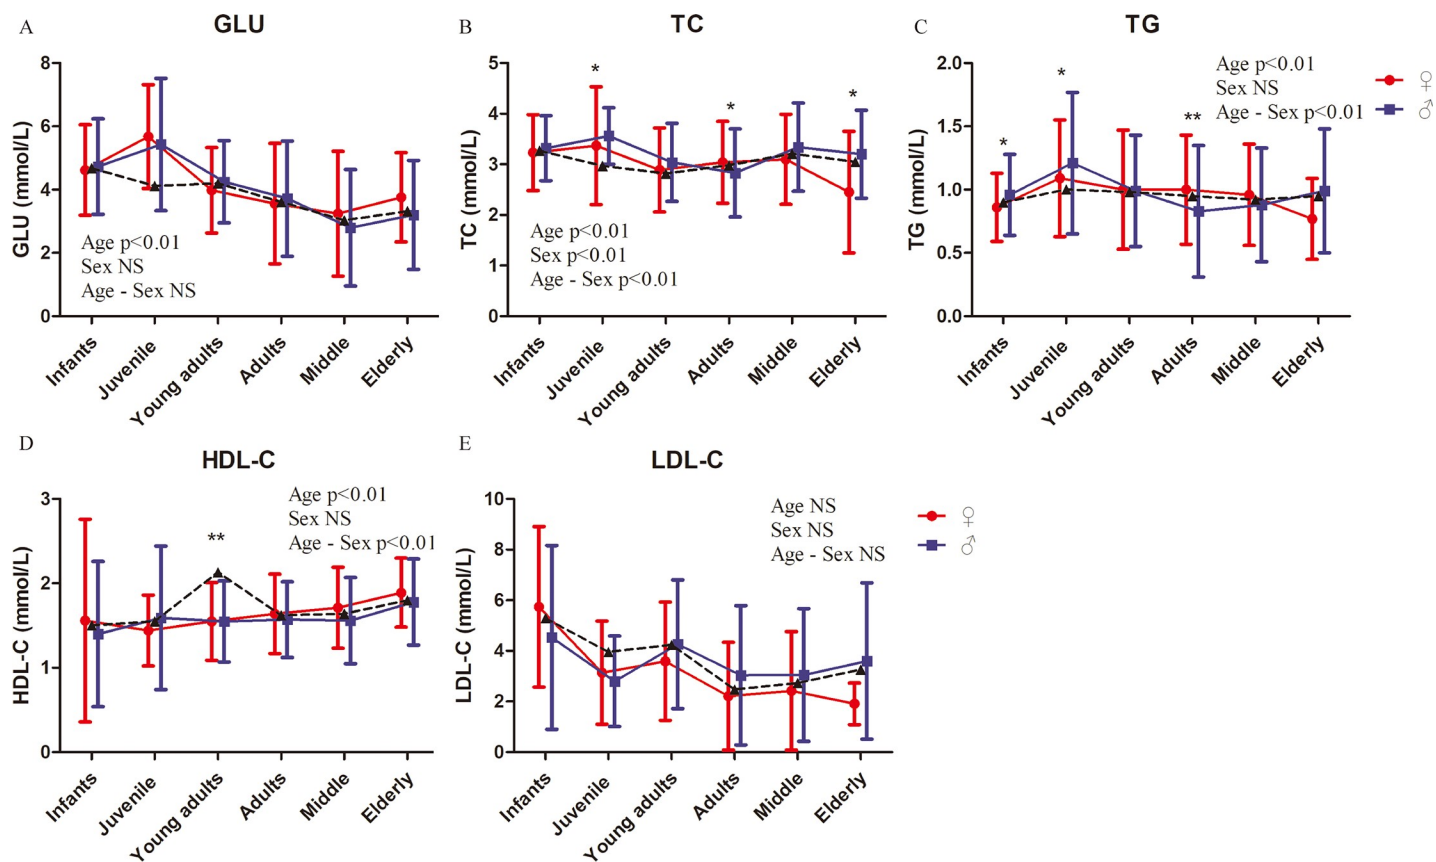 A
GLU
GLU (mmol/L)
8
6
4
2
0
Age p<0.01
Sex NS
Age - Sex NS
Infants
Juvenile
Young adults
Adults
Middle
Elderly
B
TC
TC (mmol/L)
5
4
3
2
1
0
*
*
*
Age p<0.01
Sex p<0.01
Age - Sex p<0.01
Infants
Juvenile
Young adults
Adults
Middle
Elderly
C
TG
TG (mmol/L)
2.0
1.5
1.0
0.5
0.0
*
*
**
Age p<0.01
Sex NS
Age - Sex p<0.01
♀
♂
Infants
Juvenile
Young adults
Adults
Middle
Elderly
D
HDL-C
HDL-C (mmol/L)
3
2
1
0
**
Age p<0.01
Sex NS
Age - Sex p<0.01
Infants
Juvenile
Young adults
Adults
Middle
Elderly
E
LDL-C
LDL-C (mmol/L)
10
8
6
4
2
0
Age NS
Sex NS
Age - Sex NS
♀
♂
Infants
Juvenile
Young adults
Adults
Middle
Elderly